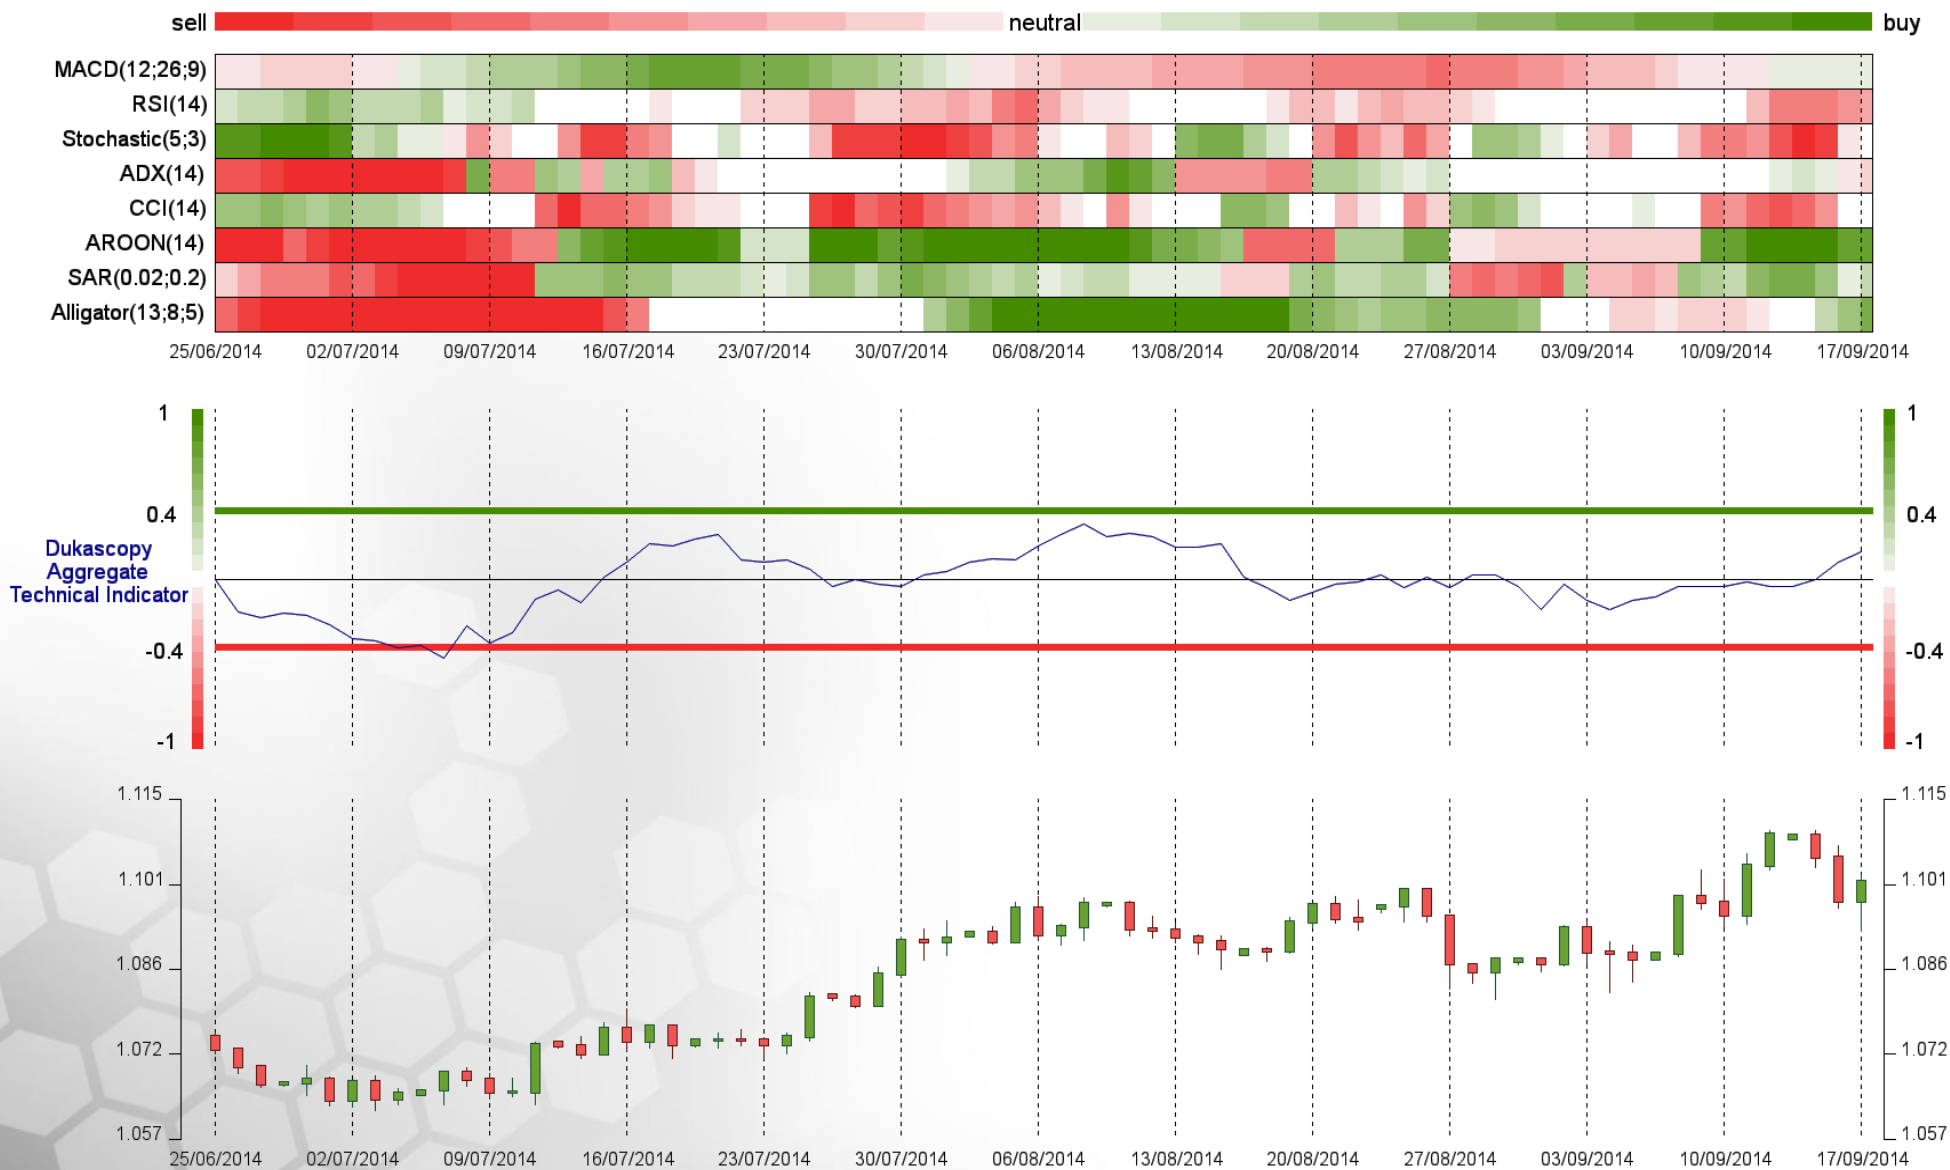 sell neutral buy
MACD(12;26;9)
RSI(14)
Stochastic(5;3)
ADX(14)
CCI(14)
AROON(14)
SAR(0.02;0.2)
Alligator(13;8;5)
25/06/2014 02/07/2014 09/07/2014 16/07/2014 23/07/2014 30/07/2014 06/08/2014 13/08/2014 20/08/2014 27/08/2014 03/09/2014 10/09/2014 17/09/2014
1 1
0.4 0.4
Dukascopy
Aggregate
Technical Indicator
-0.4 -0.4
-1 -1
1.115 1.115
1.101 1.101
1.086 1.086
1.072 1.072
1.057 1.057
25/06/2014 02/07/2014 09/07/2014 16/07/2014 23/07/2014 30/07/2014 06/08/2014 13/08/2014 20/08/2014 27/08/2014 03/09/2014 10/09/2014 17/09/2014